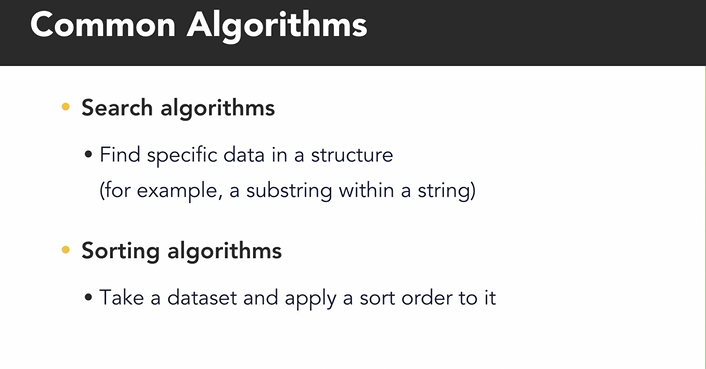 Common Algorithms
• Search algorithms
• Find specific data in a structure
(for example, a substring within a string)
• Sorting algorithms
• Take a dataset and apply a sort order to it